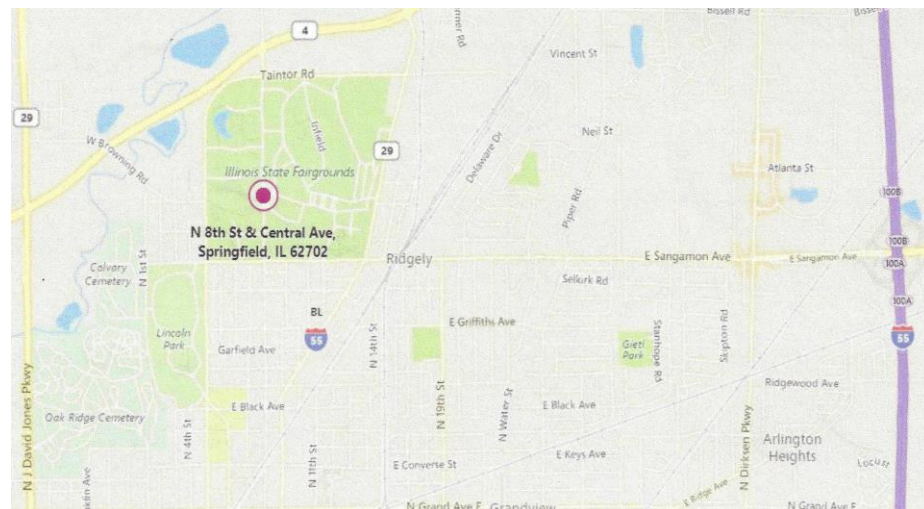 Bissell Rd
4
Vincent St
Taintor Rd
29
Infield
Neil St
Delaware Dr
W Browning Rd
29
Illinois State Fairgrounds
Atlanta St
100B
Piper Rd
N 8th St & Central Ave,
Springfield, IL 62702
N 1st St
100B
Ridgely
E Sangamon Ave
E Sangamon Ave
100A
Calvary
Cemetery
Sellurk Rd
100A
BL
55
E Griffiths Ave
N 14th St
Lincoln
Park
Garfield Ave
Gietl
Park
Stanhope Rd
Skipton Rd
55
N J David Jones Pkwy
Ridgewood Ave
N 19th St
N Water St
E Black Ave
E Black Ave
Oak Ridge Cemetery
N 4th St
N 11th St
N Dirksen Pkwy
Arlington
Heights
E Keys Ave
E Converse St
Locust
E Ridge Ave
N Grand Ave E
Grandview
N Grand Ave E